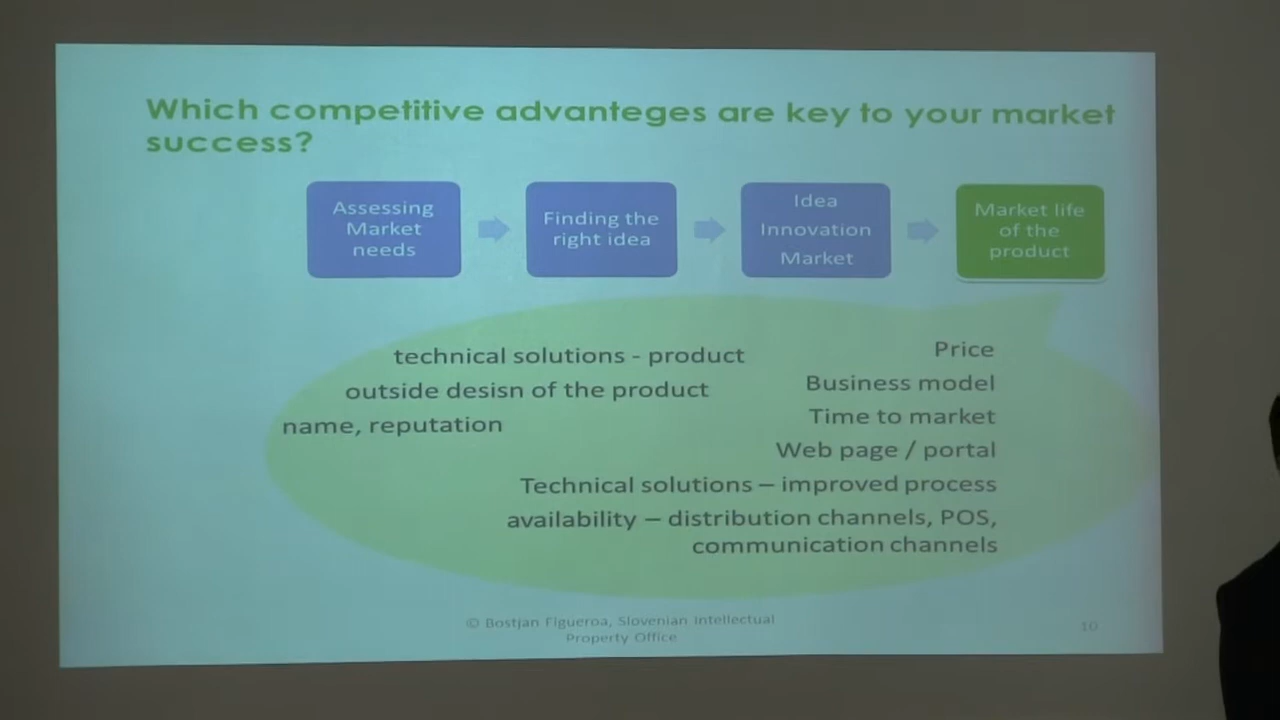 Which competitive advanteges are key to your market
success?
Assessing
Market
needs
Finding the
right idea
Idea
Innovation
Market
Market life
of the
product
technical solutions - product
outside desisn of the product
name, reputation
Price
Business model
Time to market
Web page / portal
Technical solutions – improved process
availability – distribution channels, POS,
communication channels
© Bostjan Figueroa, Slovenian Intellectual
Property Office
10